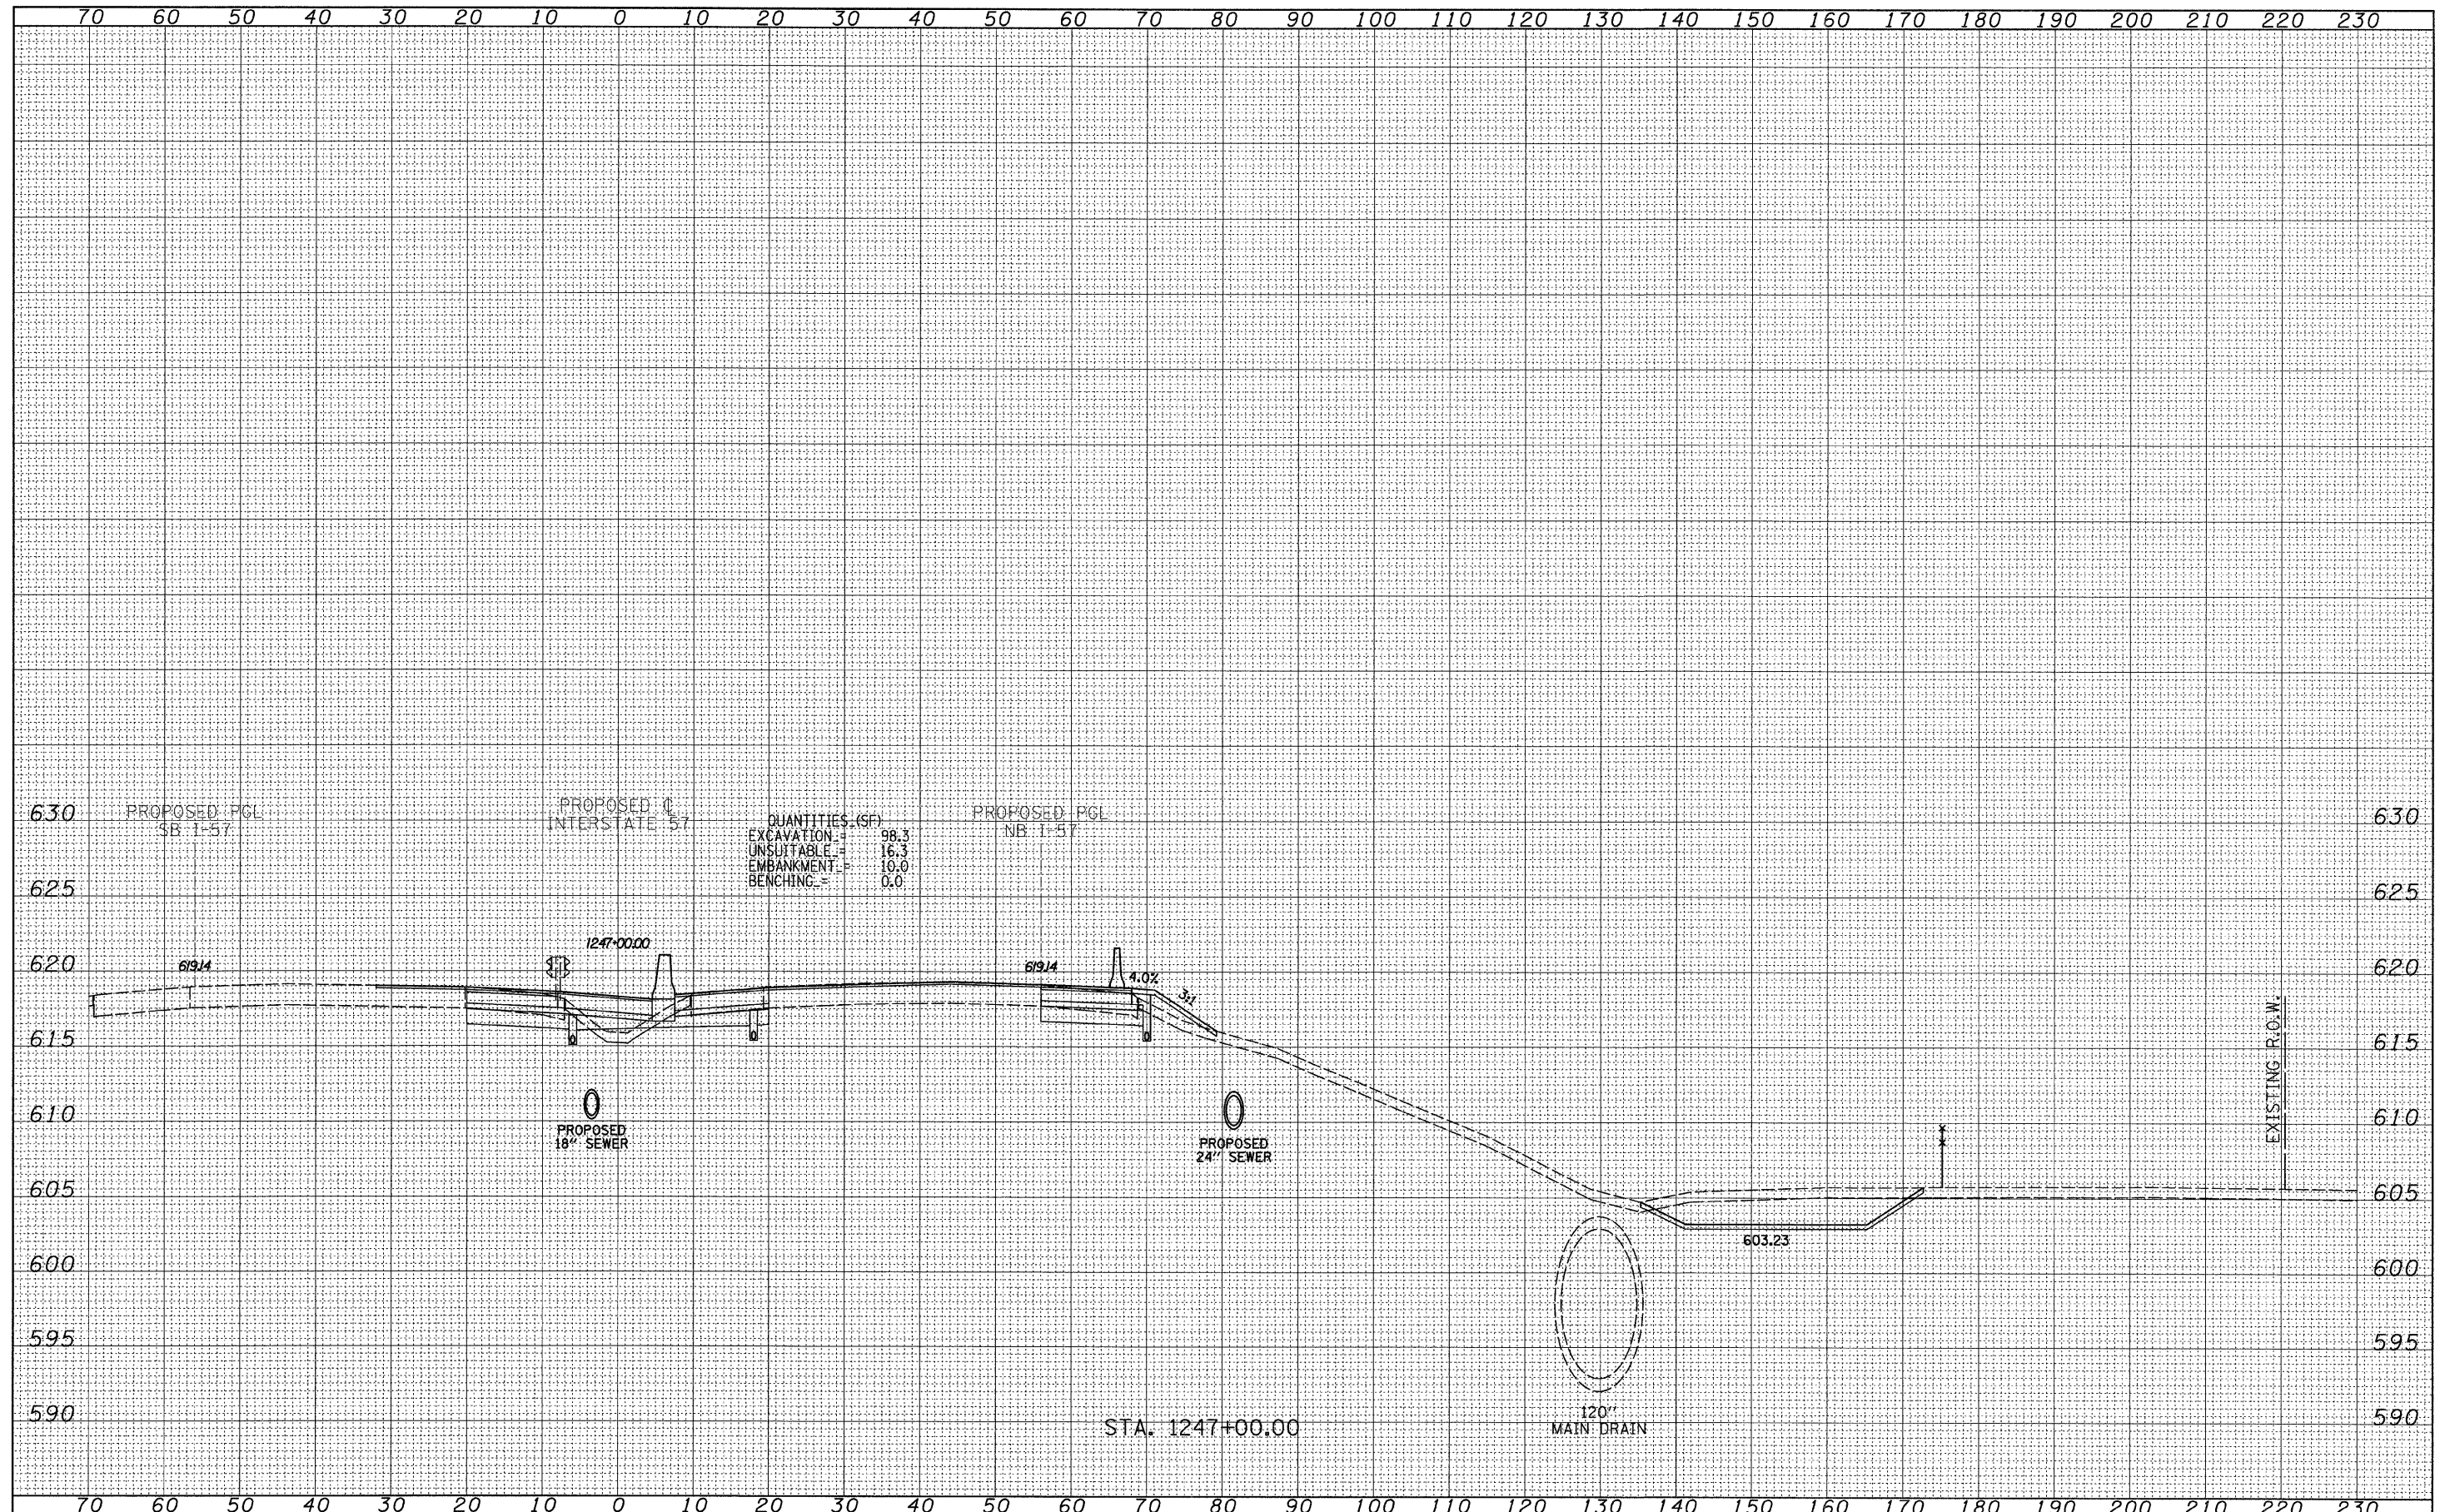 70 60 50 40 30 20 10 0 10 20 30 40 50 60 70 80 90 100 110 120 130 140 150 160 170 180 190 200 210 220 230
630 PROPOSED PGL PROPOSED ℄ PROPOSED PGL 630
SB I-57 INTERSTATE 57 NB I-57
QUANTITIES_(SF)
EXCAVATION_= 98.3
UNSUITABLE_= 16.3
EMBANKMENT_= 10.0
BENCHING_= 0.0
625 625
1247+00.00
620 619.14 619.14 4.0% 620
3:1
615 615
EXISTING R.O.W.
610 610
PROPOSED
18" SEWER
PROPOSED
24" SEWER
605 605
603.23
600 600
595 595
590 590
120"
MAIN DRAIN
STA. 1247+00.00
70 60 50 40 30 20 10 0 10 20 30 40 50 60 70 80 90 100 110 120 130 140 150 160 170 180 190 200 210 220 230